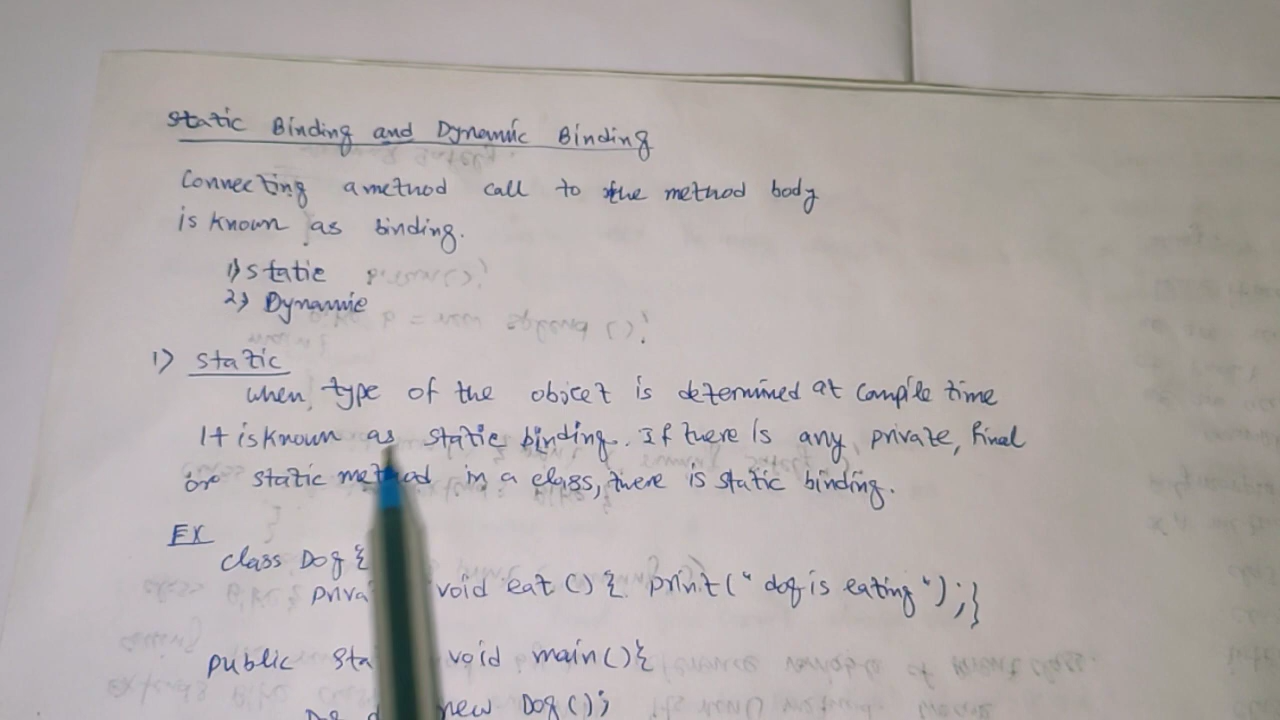 Static Binding and Dynamic Binding
Connecting a method call to the method body
is known as binding.
1) static
2) Dynamic
1) static
when type of the object is determined at compile time
It is known as static binding. If there is any private, final
or static method in a class, there is static binding.
EX
class Dog {
void eat () { print (" dog is eating ") ; }
public void main () {
new Dog () ;